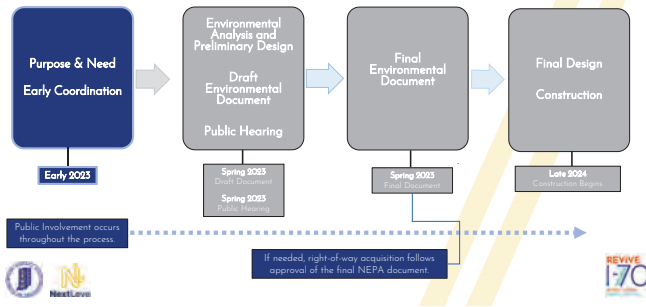 Purpose & Need
Early Coordination
Early 2023
Environmental
Analysis and
Preliminary Design
Draft
Environmental
Document
Public Hearing
Spring 2023
Draft Document
Spring 2023
Public Hearing
Final
Environmental
Document
Spring 2023
Final Document
Final Design
Construction
Late 2024
Construction Begins
Public Involvement occurs
throughout the process.
If needed, right-of-way acquisition follows
approval of the final NEPA document.
NextLevel
REVIVE
I-70